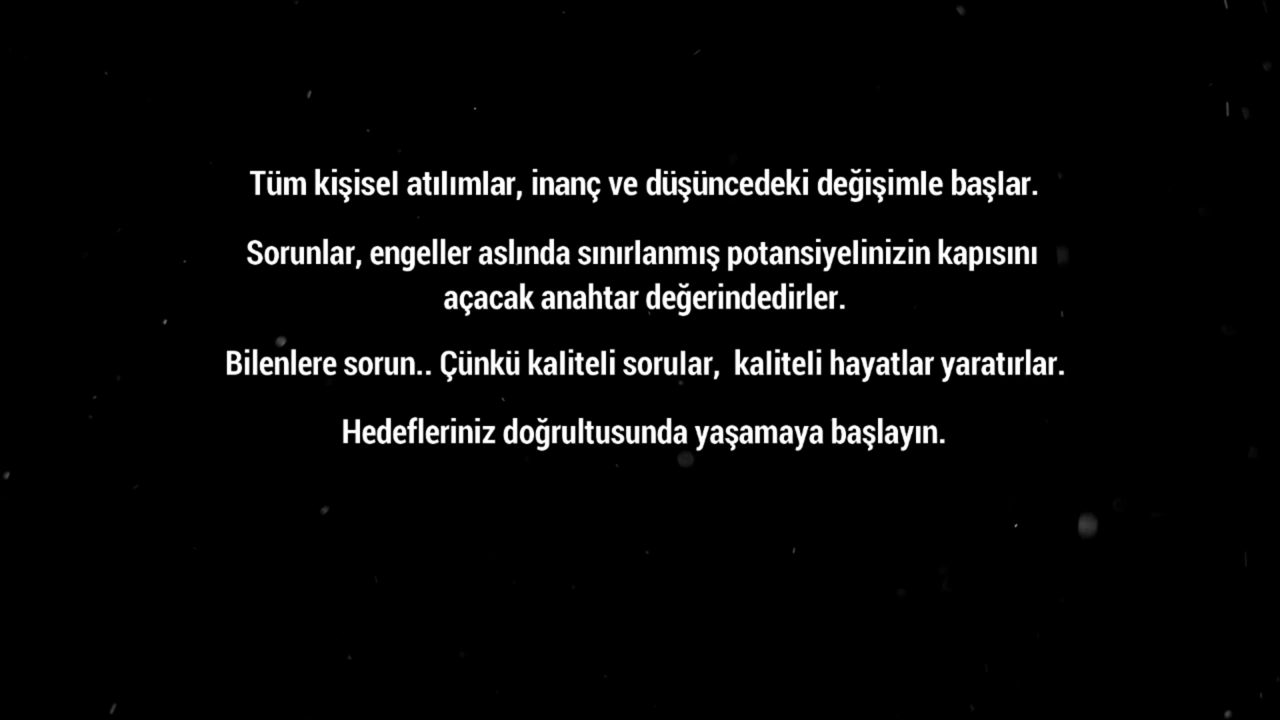 Tüm kişisel atılımlar, inanç ve düşüncedeki değişimle başlar.
Sorunlar, engeller aslında sınırlanmış potansiyelinizin kapısını
açacak anahtar değerindedirler.
Bilenlere sorun.. Çünkü kaliteli sorular,  kaliteli hayatlar yaratırlar.
Hedefleriniz doğrultusunda yaşamaya başlayın.